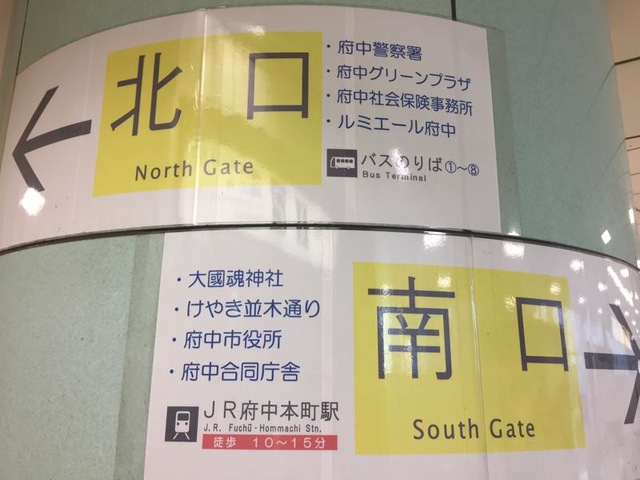 北口
North Gate
・府中警察署
・府中グリーンプラザ
・府中社会保険事務所
・ルミエール府中
バスのりば①~⑧
Bus Terminal
・大國魂神社
・けやき並木通り
・府中市役所
・府中合同庁舎
JR府中本町駅
J.R. Fuchū-Hommachi Stn.
徒歩 10~15分
南口
South Gate